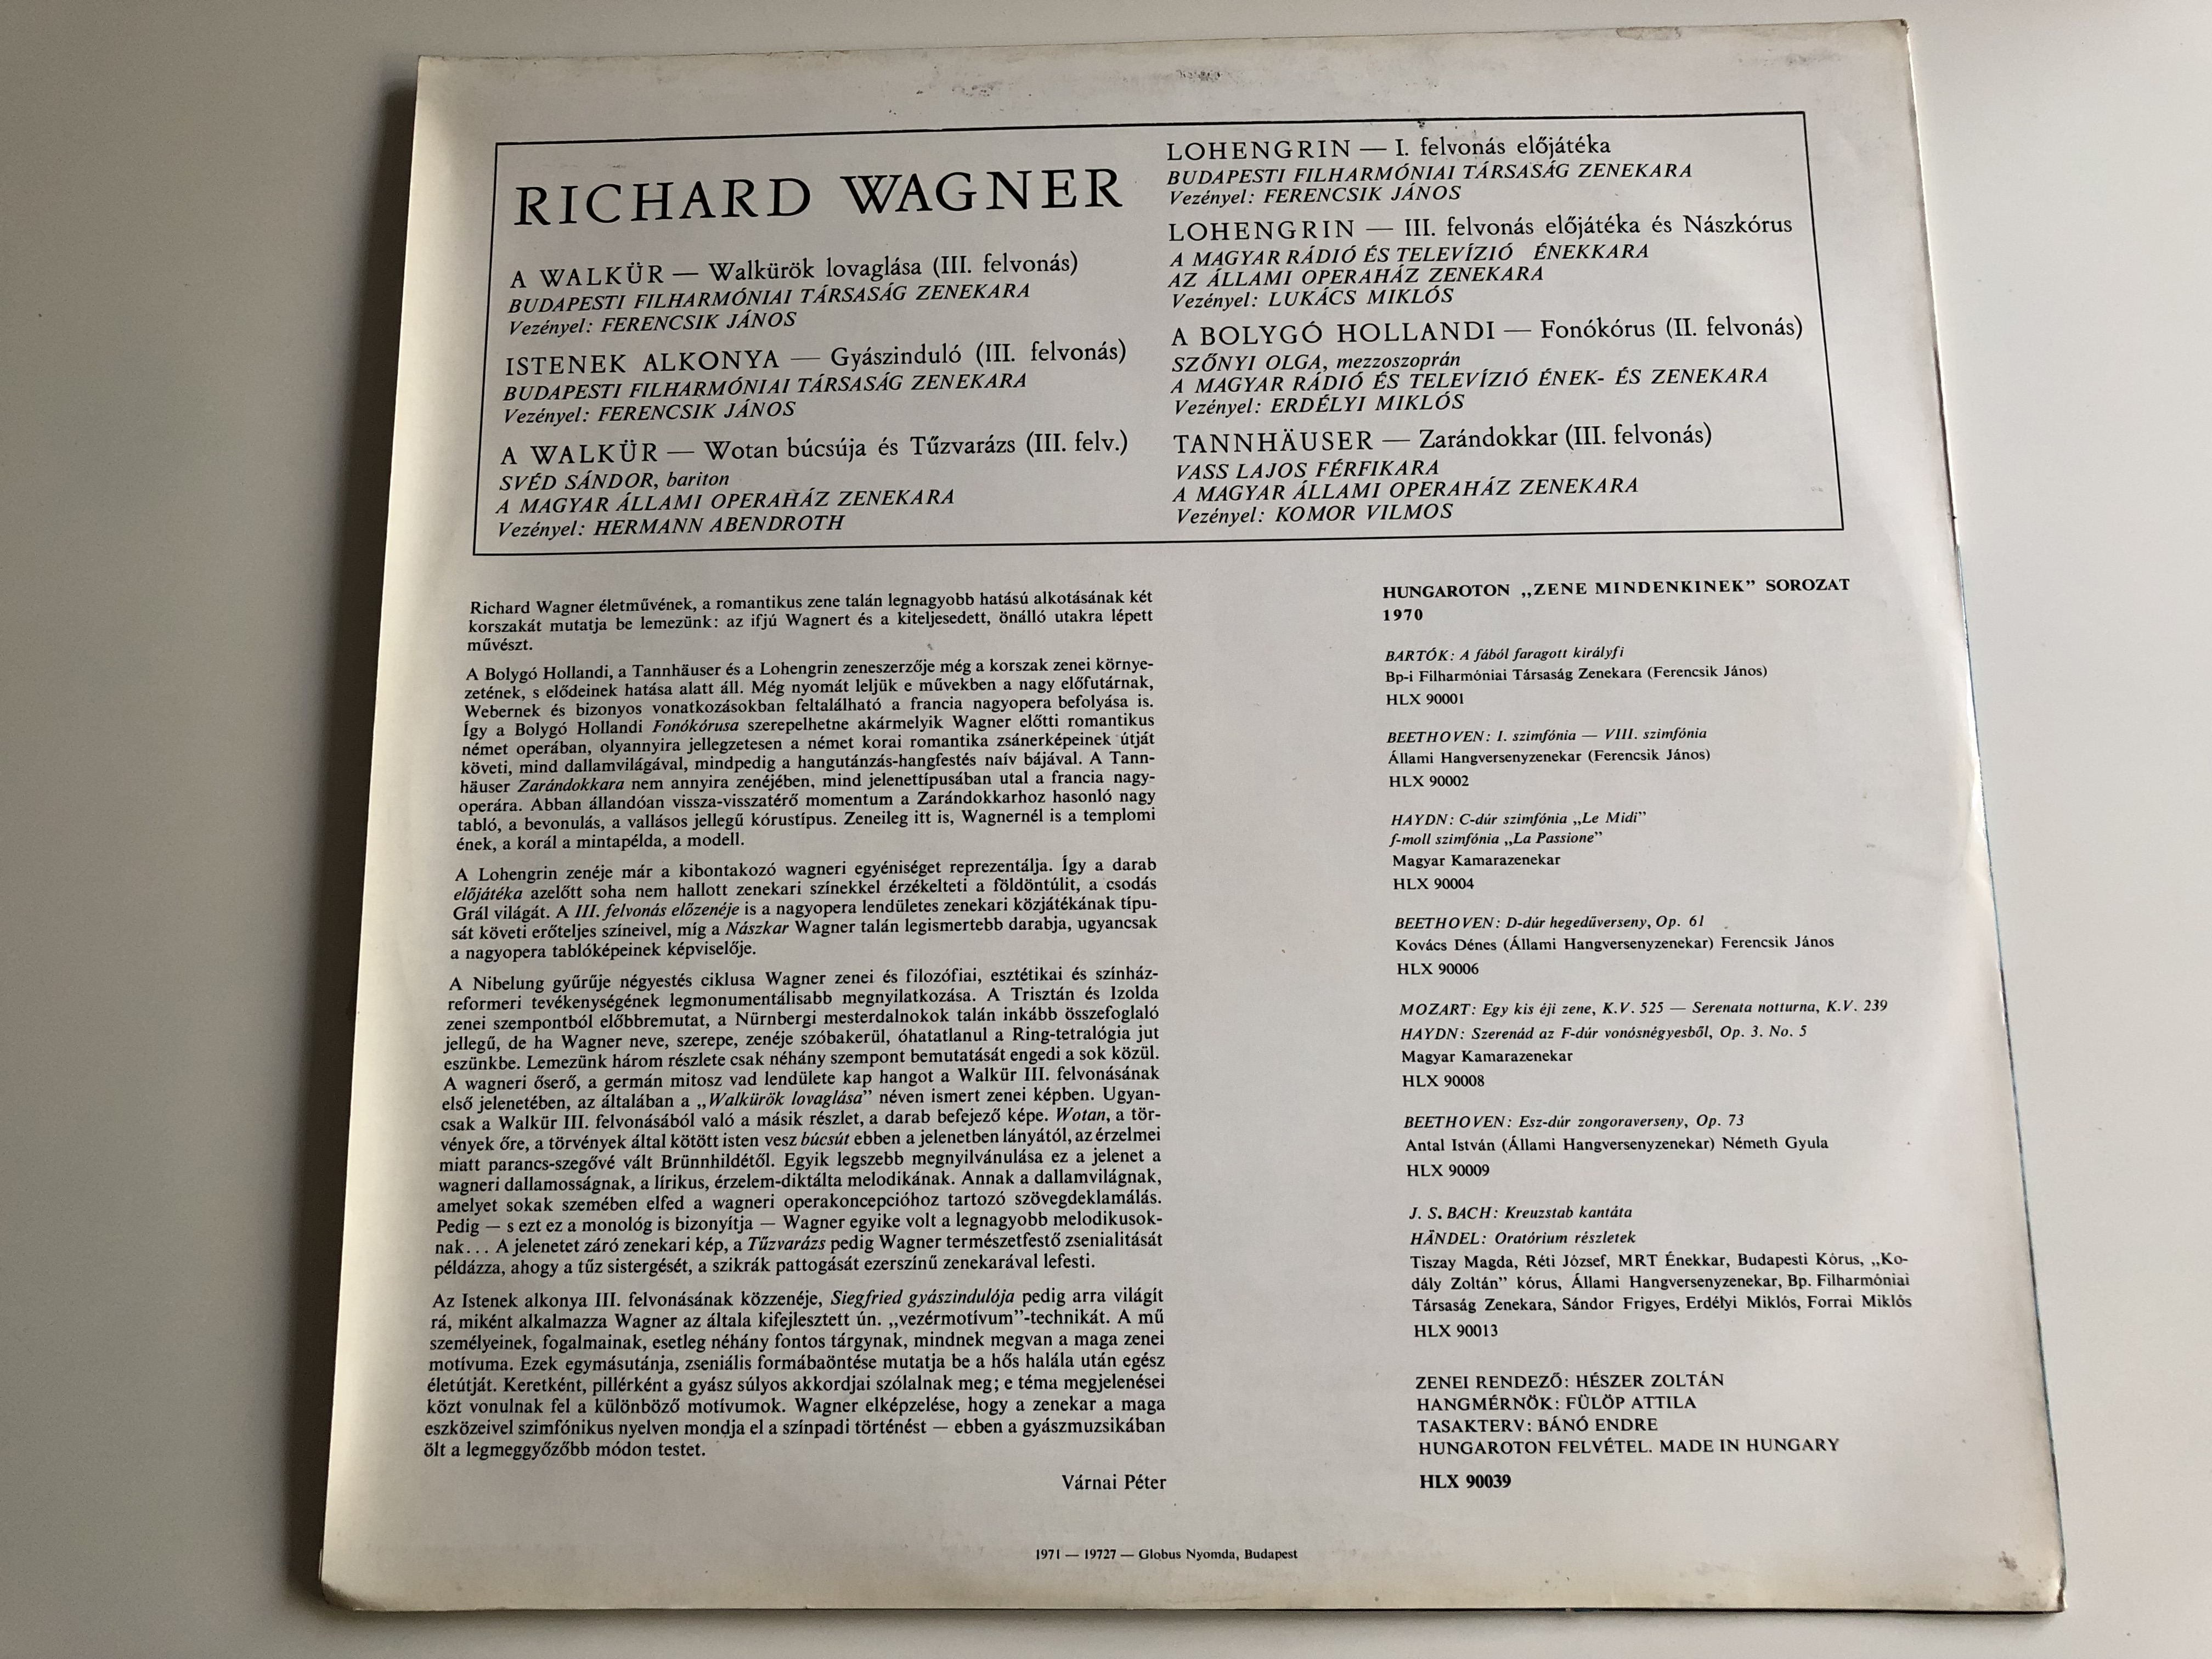 RICHARD WAGNER
A WALKÜR — Walkürök lovaglása (III. felvonás)
BUDAPESTI FILHARMÓNIAI TÁRSASÁG ZENEKARA
Vezényel: FERENCSIK JÁNOS
ISTENEK ALKONYA — Gyászinduló (III. felvonás)
BUDAPESTI FILHARMÓNIAI TÁRSASÁG ZENEKARA
Vezényel: FERENCSIK JÁNOS
A WALKÜR — Wotan búcsúja és Tűzvarázs (III. felv.)
SVÉD SÁNDOR, bariton
A MAGYAR ÁLLAMI OPERAHÁZ ZENEKARA
Vezényel: HERMANN ABENDROTH
LOHENGRIN — I. felvonás előjátéka
BUDAPESTI FILHARMÓNIAI TÁRSASÁG ZENEKARA
Vezényel: FERENCSIK JÁNOS
LOHENGRIN — III. felvonás előjátéka és Nászkórus
A MAGYAR RÁDIÓ ÉS TELEVÍZIÓ ÉNEKKARA
AZ ÁLLAMI OPERAHÁZ ZENEKARA
Vezényel: LUKÁCS MIKLÓS
A BOLYGÓ HOLLANDI — Fonókórus (II. felvonás)
SZŐNYI OLGA, mezzoszoprán
A MAGYAR RÁDIÓ ÉS TELEVÍZIÓ ÉNEK- ÉS ZENEKARA
Vezényel: ERDÉLYI MIKLÓS
TANNHÄUSER — Zarándokkar (III. felvonás)
VASS LAJOS FÉRFIKARA
A MAGYAR ÁLLAMI OPERAHÁZ ZENEKARA
Vezényel: KOMOR VILMOS
Richard Wagner életművének, a romantikus zene talán legnagyobb hatású alkotásának két
korszakát mutatja be lemezünk: az ifjú Wagnert és a kiteljesedett, önálló utakra lépett
művészt.
A Bolygó Hollandi, a Tannhäuser és a Lohengrin zeneszerzője még a korszak zenei környe-
zetének, s elődeinek hatása alatt áll. Még nyomát leljük e művekben a nagy előfutárnak,
Webernek és bizonyos vonatkozásokban feltalálható a francia nagyopera befolyása is.
Így a Bolygó Hollandi Fonókórusa szerepelhetne akármelyik Wagner előtti romantikus
német operában, olyannyira jellegzetesen a német korai romantika zsánerképeinek útját
követi, mind dallamvilágával, mindpedig a hangutánzás-hangfestés naív bájával. A Tann-
häuser Zarándokkara nem annyira zenéjében, mind jelenettípusában utal a francia nagy-
operára. Abban állandóan vissza-visszatérő momentum a Zarándokkarhoz hasonló nagy
tabló, a bevonulás, a vallásos jellegű kórustípus. Zeneileg itt is, Wagnernél is a templomi
ének, a korál a mintapélda, a modell.
A Lohengrin zenéje már a kibontakozó wagneri egyéniséget reprezentálja. Így a darab
előjátéka azelőtt soha nem hallott zenekari színekkel érzékelteti a földöntúlit, a csodás
Grál világát. A III. felvonás előzenéje is a nagyopera lendületes zenekari közjátékának típu-
sát követi erőteljes színeivel, míg a Nászkar Wagner talán legismertebb darabja, ugyancsak
a nagyopera tablóképeinek képviselője.
A Nibelung gyűrűje négyestés ciklusa Wagner zenei és filozófiai, esztétikai és színház-
reformeri tevékenységének legmonumentálisabb megnyilatkozása. A Trisztán és Izolda
zenei szempontból előbbremutat, a Nürnbergi mesterdalnokok talán inkább összefoglaló
jellegű, de ha Wagner neve, szerepe, zenéje szóbakerül, óhatatlanul a Ring-tetralógia jut
eszünkbe. Lemezünk három részlete csak néhány szempont bemutatását engedi a sok közül.
A wagneri őserő, a germán mitosz vad lendülete kap hangot a Walkür III. felvonásának
első jelenetében, az általában a „Walkürök lovaglása” néven ismert zenei képben. Ugyan-
csak a Walkür III. felvonásából való a másik részlet, a darab befejező képe. Wotan, a tör-
vények őre, a törvények által kötött isten vesz búcsút ebben a jelenetben lányától, az érzelmei
miatt parancs-szegővé vált Brünnhildétől. Egyik legszebb megnyilvánulása ez a jelenet a
wagneri dallamosságnak, a lírikus, érzelem-diktálta melodikának. Annak a dallamvilágnak,
amelyet sokak szemében elfed a wagneri operakoncepcióhoz tartozó szövegdeklamálás.
Pedig — s ezt ez a monológ is bizonyítja — Wagner egyike volt a legnagyobb melodikusok-
nak... A jelenetet záró zenekari kép, a Tűzvarázs pedig Wagner természetfestő zsenialitását
példázza, ahogy a tűz sistergését, a szikrák pattogását ezerszínű zenekarával lefesti.
Az Istenek alkonya III. felvonásának közzenéje, Siegfried gyászindulója pedig arra világít
rá, miként alkalmazza Wagner az általa kifejlesztett ún. „vezérmotívum”-technikát. A mű
személyeinek, fogalmainak, esetleg néhány fontos tárgynak, mindnek megvan a maga zenei
motívuma. Ezek egymásutánja, zseniális formábaöntése mutatja be a hős halála után egész
életútját. Keretként, pillérként a gyász súlyos akkordjai szólalnak meg; e téma megjelenései
közt vonulnak fel a különböző motívumok. Wagner elképzelése, hogy a zenekar a maga
eszközeivel szimfónikus nyelven mondja el a színpadi történést — ebben a gyászmuzsikában
ölt a legmeggyőzőbb módon testet.
Várnai Péter
HUNGAROTON „ZENE MINDENKINEK” SOROZAT
1970
BARTÓK: A fából faragott királyfi
Bp-i Filharmóniai Társaság Zenekara (Ferencsik János)
HLX 90001
BEETHOVEN: I. szimfónia — VIII. szimfónia
Állami Hangversenyzenekar (Ferencsik János)
HLX 90002
HAYDN: C-dúr szimfónia „Le Midi”
f-moll szimfónia „La Passione”
Magyar Kamarazenekar
HLX 90004
BEETHOVEN: D-dúr hegedűverseny, Op. 61
Kovács Dénes (Állami Hangversenyzenekar) Ferencsik János
HLX 90006
MOZART: Egy kis éji zene, K.V. 525 — Serenata notturna, K.V. 239
HAYDN: Szerenád az F-dúr vonósnégyesből, Op. 3. No. 5
Magyar Kamarazenekar
HLX 90008
BEETHOVEN: Esz-dúr zongoraverseny, Op. 73
Antal István (Állami Hangversenyzenekar) Németh Gyula
HLX 90009
J. S. BACH: Kreuzstab kantáta
HÄNDEL: Oratórium részletek
Tiszay Magda, Réti József, MRT Énekkar, Budapesti Kórus, „Ko-
dály Zoltán” kórus, Állami Hangversenyzenekar, Bp. Filharmóniai
Társaság Zenekara, Sándor Frigyes, Erdélyi Miklós, Forrai Miklós
HLX 90013
ZENEI RENDEZŐ: HÉSZER ZOLTÁN
HANGMÉRNÖK: FÜLÖP ATTILA
TASAKTERV: BÁNÓ ENDRE
HUNGAROTON FELVÉTEL. MADE IN HUNGARY
HLX 90039
1971 — 19727 — Globus Nyomda, Budapest